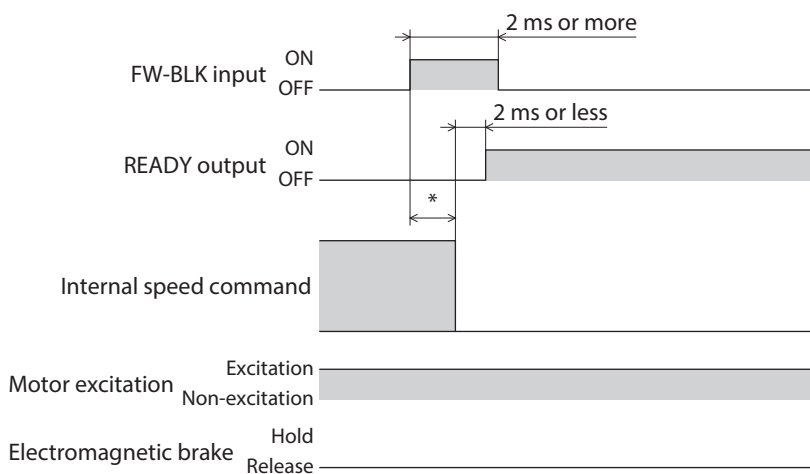 2 ms or more
ON
FW-BLK input
OFF
2 ms or less
ON
READY output
OFF
*
Internal speed command
Excitation
Motor excitation
Non-excitation
Hold
Electromagnetic brake
Release